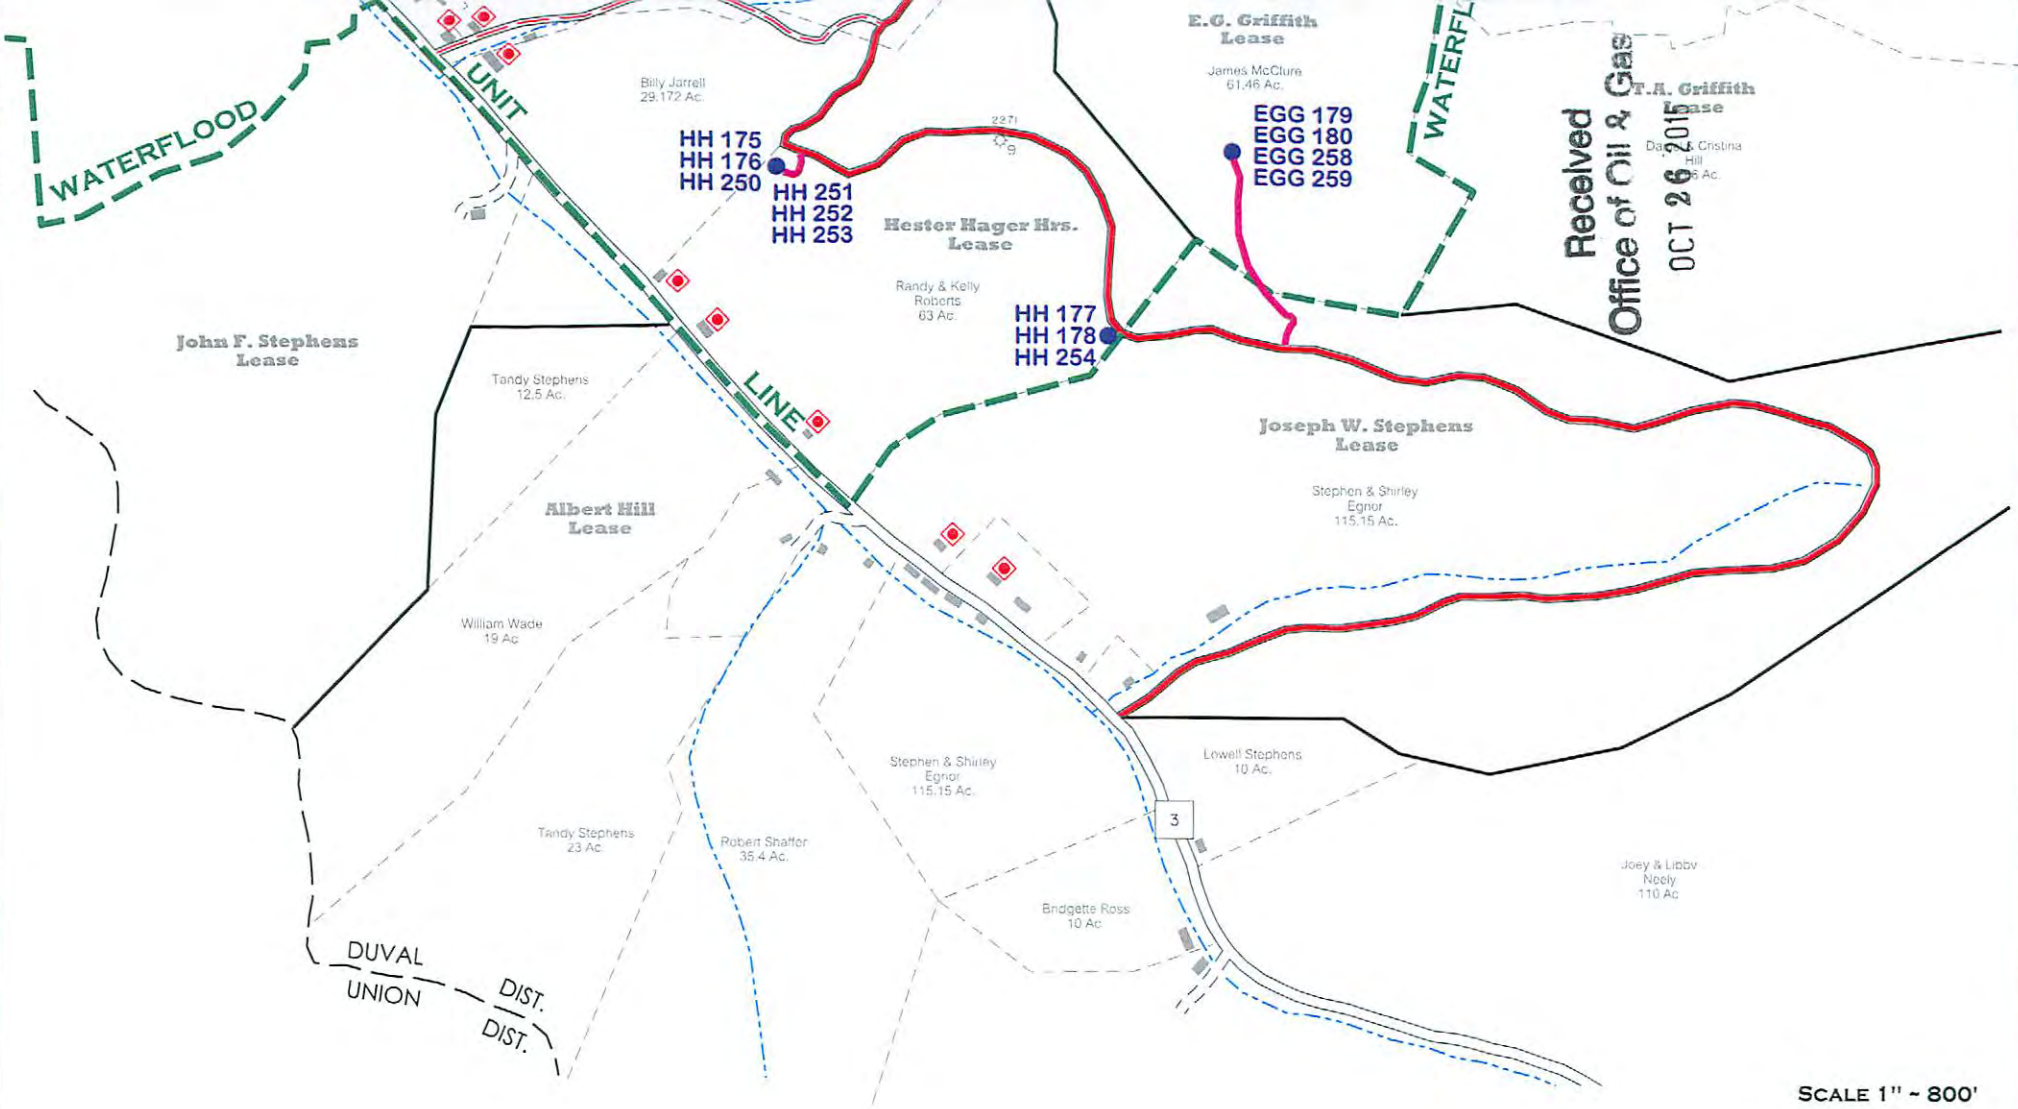 E.G. Griffith
Lease
James McClure
61.46 Ac.
WATERFL
T.A. Griffith
Lease
& Cristina
Hill
Ac.
Received
Office of Oil & Gas
OCT 26 2015
UNIT
WATERFLOOD
Billy Jarrell
29.172 Ac.
HH 175
HH 176
HH 250
HH 251
HH 252
HH 253
2271
9
EGG 179
EGG 180
EGG 258
EGG 259
Hester Hager Hrs.
Lease
Randy & Kelly
Roberts
63 Ac.
HH 177
HH 178
HH 254
John F. Stephens
Lease
Tandy Stephens
12.5 Ac.
LINE
Joseph W. Stephens
Lease
Stephen & Shirley
Egnor
115.15 Ac.
Albert Hill
Lease
William Wade
19 Ac
Stephen & Shirley
Egnor
115.15 Ac.
Lowell Stephens
10 Ac.
3
Tandy Stephens
23 Ac.
Robert Shaffer
35.4 Ac.
Joey & Libby
Neely
110 Ac
Bridgette Ross
10 Ac
DUVAL
UNION
DIST.
DIST.
SCALE 1" ~ 800'